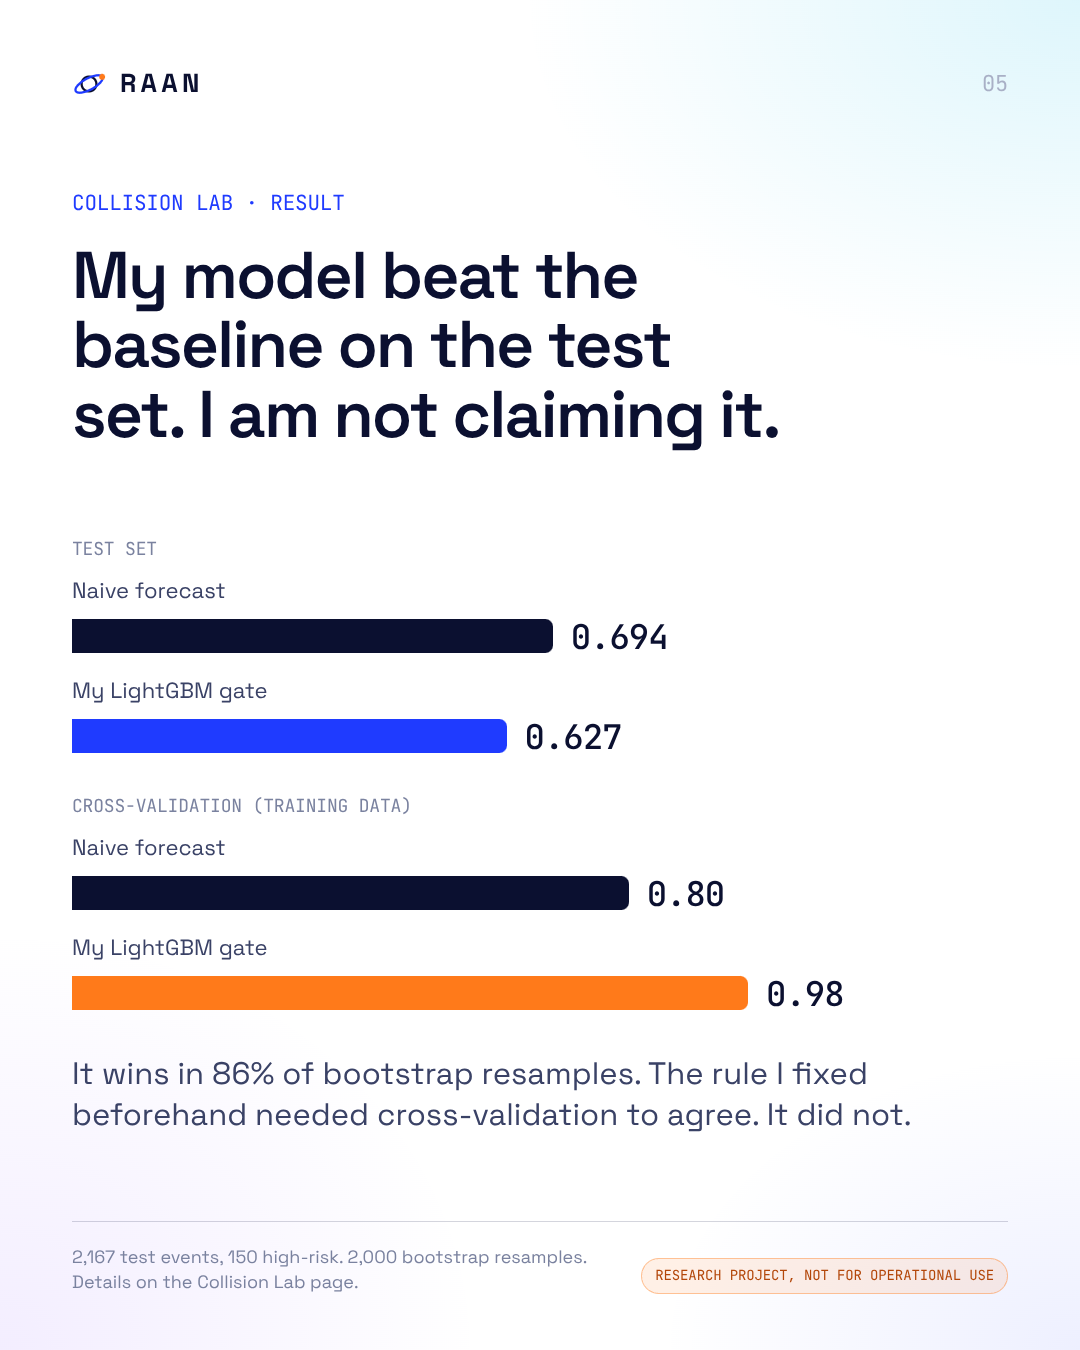 RAAN
05
COLLISION LAB · RESULT
My model beat the
baseline on the test
set. I am not claiming it.
TEST SET
Naive forecast
0.694
My LightGBM gate
0.627
CROSS-VALIDATION (TRAINING DATA)
Naive forecast
0.80
My LightGBM gate
0.98
It wins in 86% of bootstrap resamples. The rule I fixed
beforehand needed cross-validation to agree. It did not.
2,167 test events, 150 high-risk. 2,000 bootstrap resamples.
Details on the Collision Lab page.
RESEARCH PROJECT, NOT FOR OPERATIONAL USE